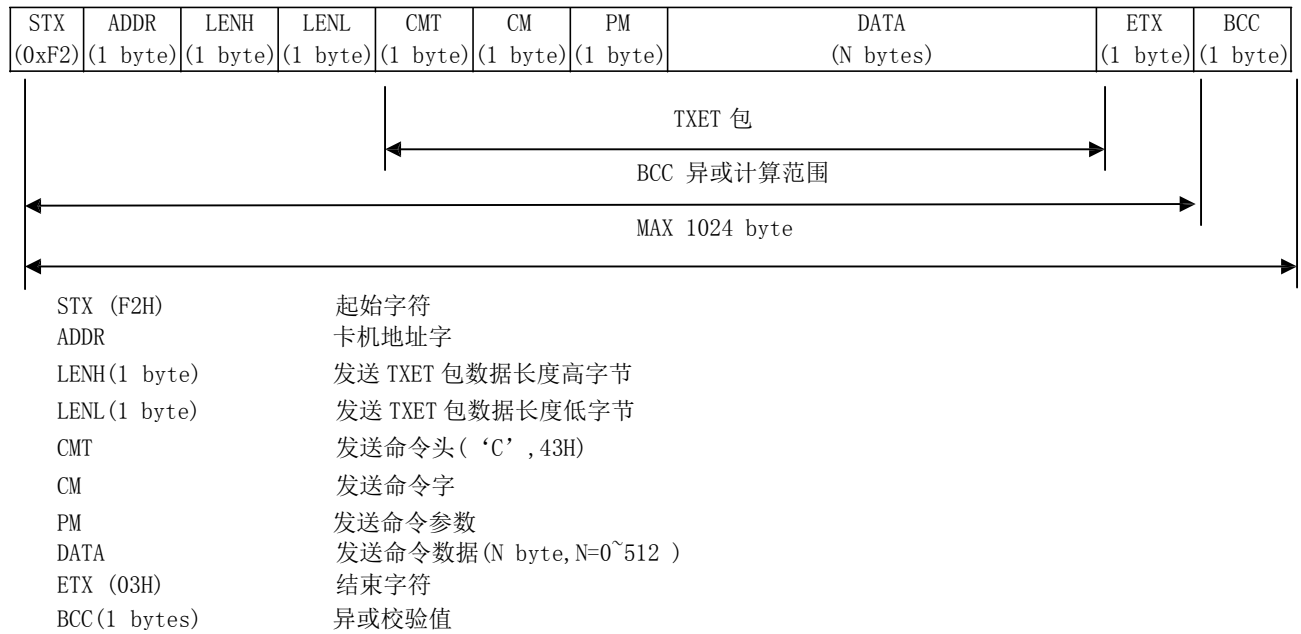 STX ADDR LENH LENL CMT CM PM DATA ETX BCC
(0xF2) (1 byte) (1 byte) (1 byte) (1 byte) (1 byte) (1 byte) (N bytes) (1 byte) (1 byte)
TXET 包
BCC 异或计算范围
MAX 1024 byte
STX (F2H) 起始字符
ADDR 卡机地址字
LENH(1 byte) 发送 TXET 包数据长度高字节
LENL(1 byte) 发送 TXET 包数据长度低字节
CMT 发送命令头(‘C’,43H)
CM 发送命令字
PM 发送命令参数
DATA 发送命令数据(N byte,N=0~512 )
ETX (03H) 结束字符
BCC(1 bytes) 异或校验值